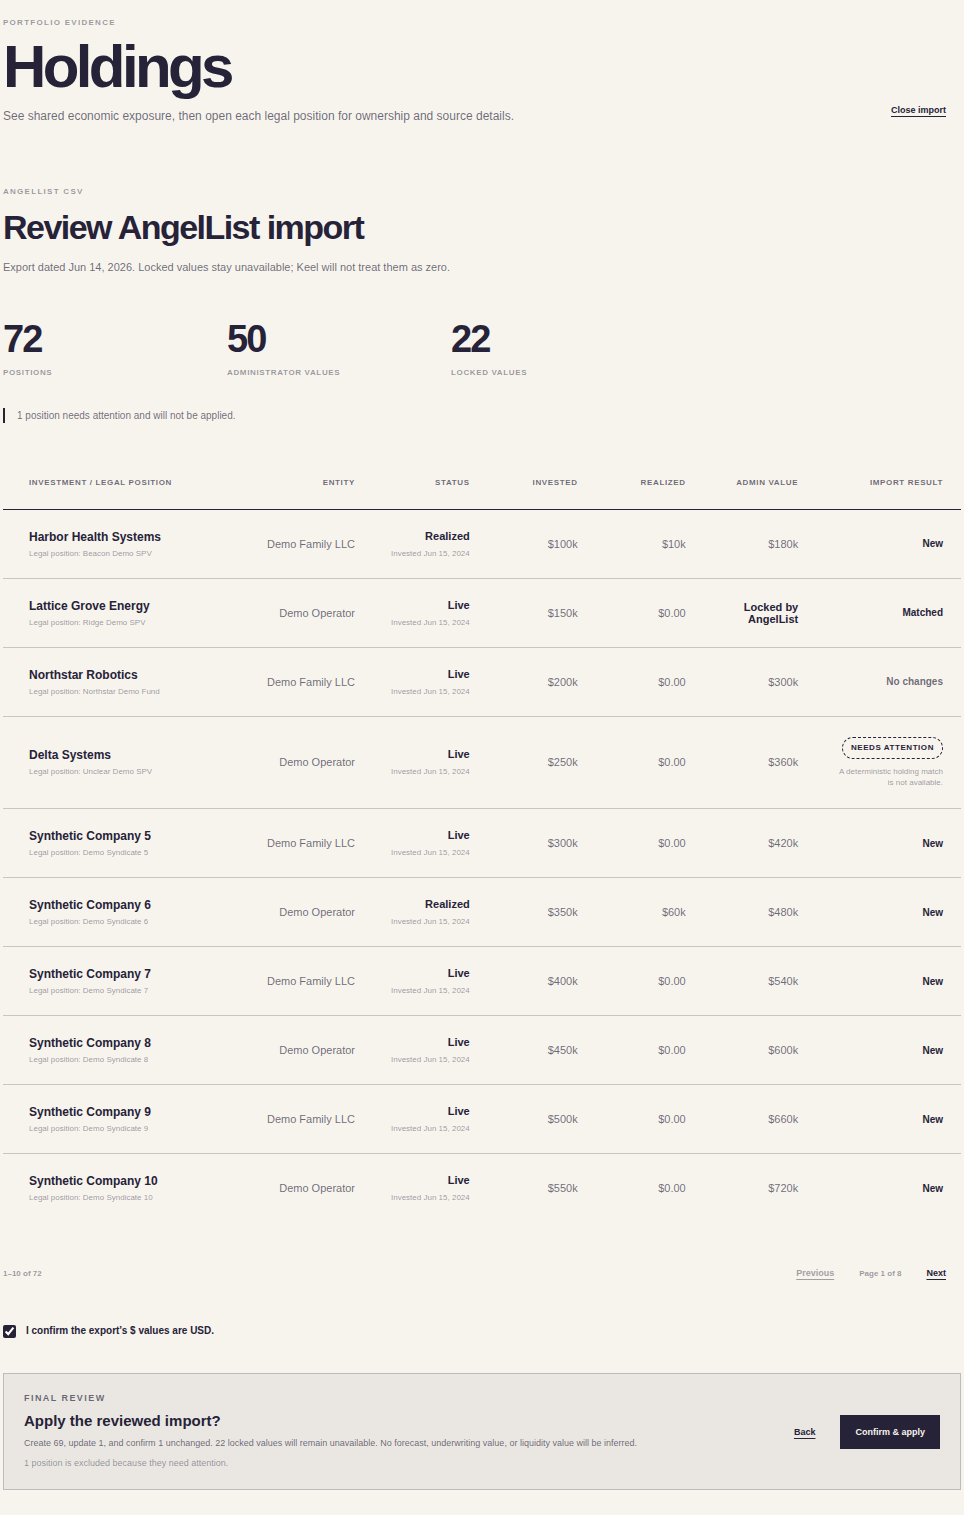 PORTFOLIO EVIDENCE
Holdings
See shared economic exposure, then open each legal position for ownership and source details.
Close import
ANGELLIST CSV
Review AngelList import
Export dated Jun 14, 2026. Locked values stay unavailable; Keel will not treat them as zero.
72 50 22
POSITIONS ADMINISTRATOR VALUES LOCKED VALUES
1 position needs attention and will not be applied.
INVESTMENT / LEGAL POSITION ENTITY STATUS INVESTED REALIZED ADMIN VALUE IMPORT RESULT
Harbor Health Systems Demo Family LLC Realized $100k $10k $180k New
Legal position: Beacon Demo SPV Invested Jun 15, 2024
Lattice Grove Energy Demo Operator Live $150k $0.00 Locked by AngelList Matched
Legal position: Ridge Demo SPV Invested Jun 15, 2024
Northstar Robotics Demo Family LLC Live $200k $0.00 $300k No changes
Legal position: Northstar Demo Fund Invested Jun 15, 2024
Delta Systems Demo Operator Live $250k $0.00 $360k NEEDS ATTENTION
Legal position: Unclear Demo SPV Invested Jun 15, 2024 A deterministic holding match
is not available.
Synthetic Company 5 Demo Family LLC Live $300k $0.00 $420k New
Legal position: Demo Syndicate 5 Invested Jun 15, 2024
Synthetic Company 6 Demo Operator Realized $350k $60k $480k New
Legal position: Demo Syndicate 6 Invested Jun 15, 2024
Synthetic Company 7 Demo Family LLC Live $400k $0.00 $540k New
Legal position: Demo Syndicate 7 Invested Jun 15, 2024
Synthetic Company 8 Demo Operator Live $450k $0.00 $600k New
Legal position: Demo Syndicate 8 Invested Jun 15, 2024
Synthetic Company 9 Demo Family LLC Live $500k $0.00 $660k New
Legal position: Demo Syndicate 9 Invested Jun 15, 2024
Synthetic Company 10 Demo Operator Live $550k $0.00 $720k New
Legal position: Demo Syndicate 10 Invested Jun 15, 2024
1–10 of 72 Previous Page 1 of 8 Next
I confirm the export's $ values are USD.
FINAL REVIEW
Apply the reviewed import?
Create 69, update 1, and confirm 1 unchanged. 22 locked values will remain unavailable. No forecast, underwriting value, or liquidity value will be inferred.
1 position is excluded because they need attention.
Back Confirm & apply